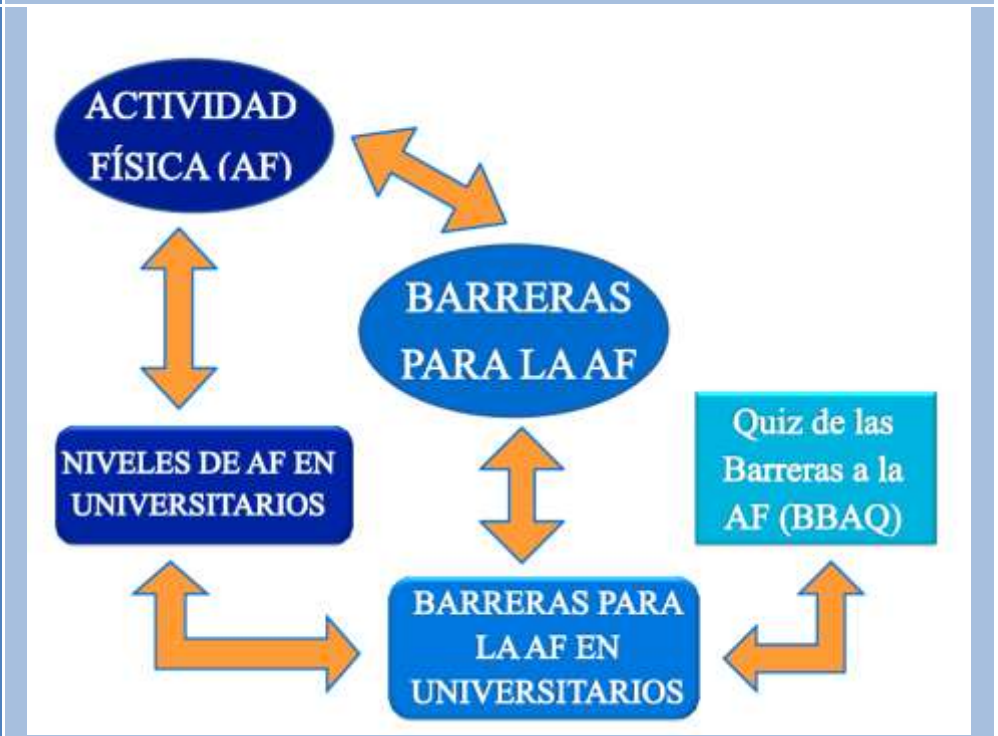 ACTIVIDAD
FÍSICA (AF)
BARRERAS
PARA LA AF
NIVELES DE AF EN
UNIVERSITARIOS
Quiz de las
Barreras a la
AF (BBAQ)
BARRERAS PARA
LA AF EN
UNIVERSITARIOS